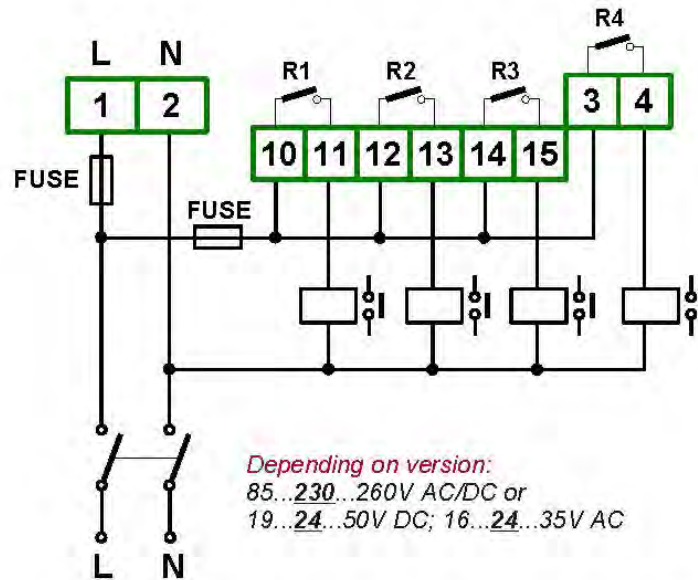 R4
L N
R1 R2 R3
1 2
3 4
10 11 12 13 14 15
FUSE
FUSE
Depending on version:
85...230...260V AC/DC or
19...24...50V DC; 16...24...35V AC
L N